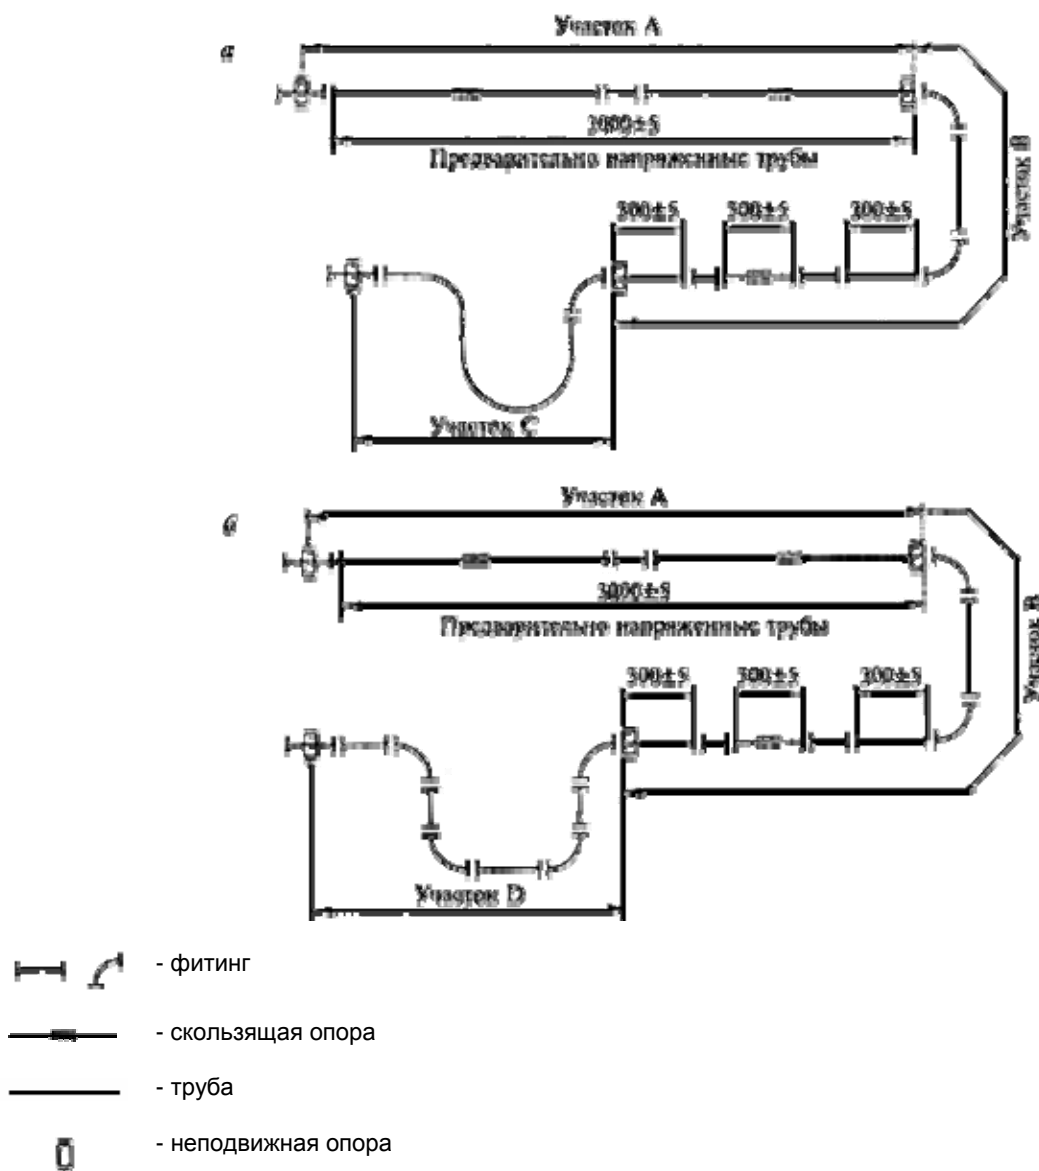 а
Участок А
3000±5
Предварительно напряженные трубы
Участок В
300±5 300±5 300±5
Участок С
б
Участок А
3000±5
Предварительно напряженные трубы
Участок В
300±5 300±5 300±5
Участок D
- фитинг
- скользящая опора
- труба
- неподвижная опора